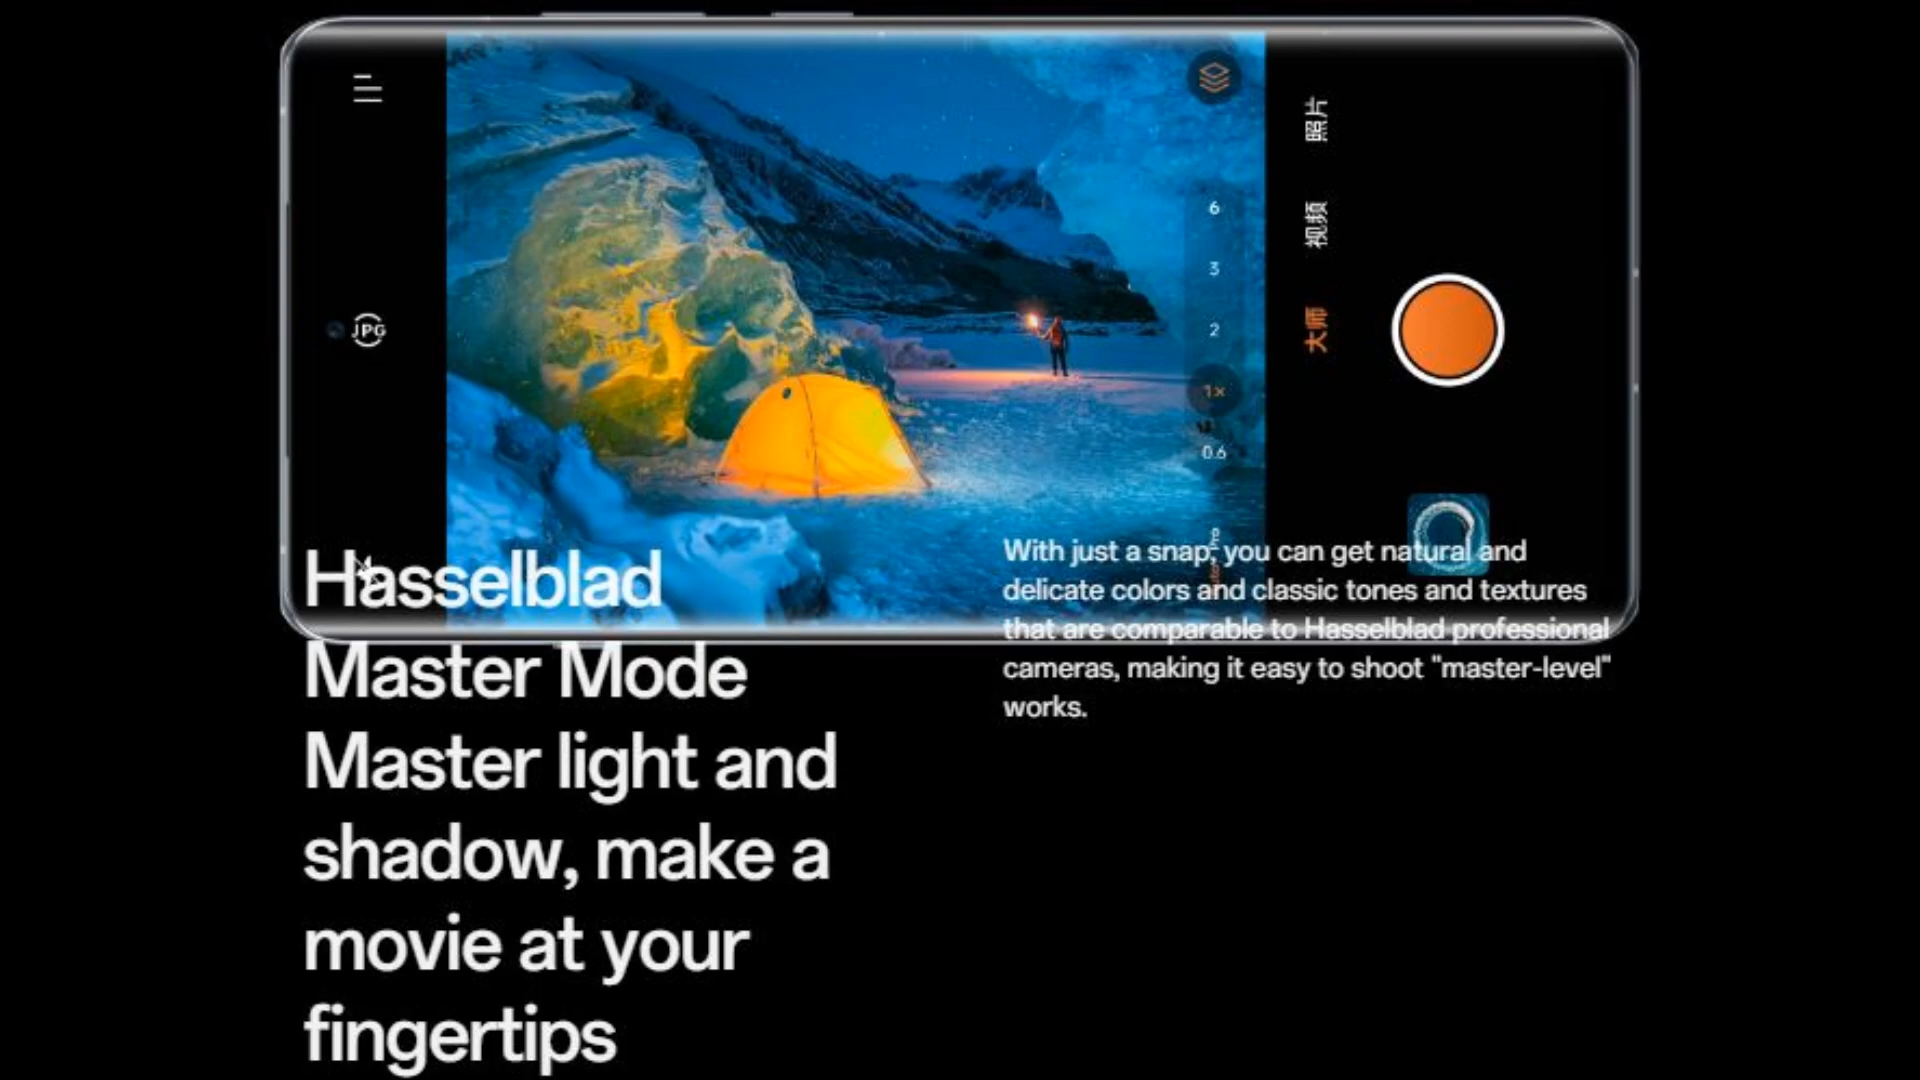 照片
视频
大师
JPG
6
3
2
1×
0.6
Hasselblad
Master Mode
Master light and
shadow, make a
movie at your
fingertips
With just a snap, you can get natural and
delicate colors and classic tones and textures
that are comparable to Hasselblad professional
cameras, making it easy to shoot "master-level"
works.